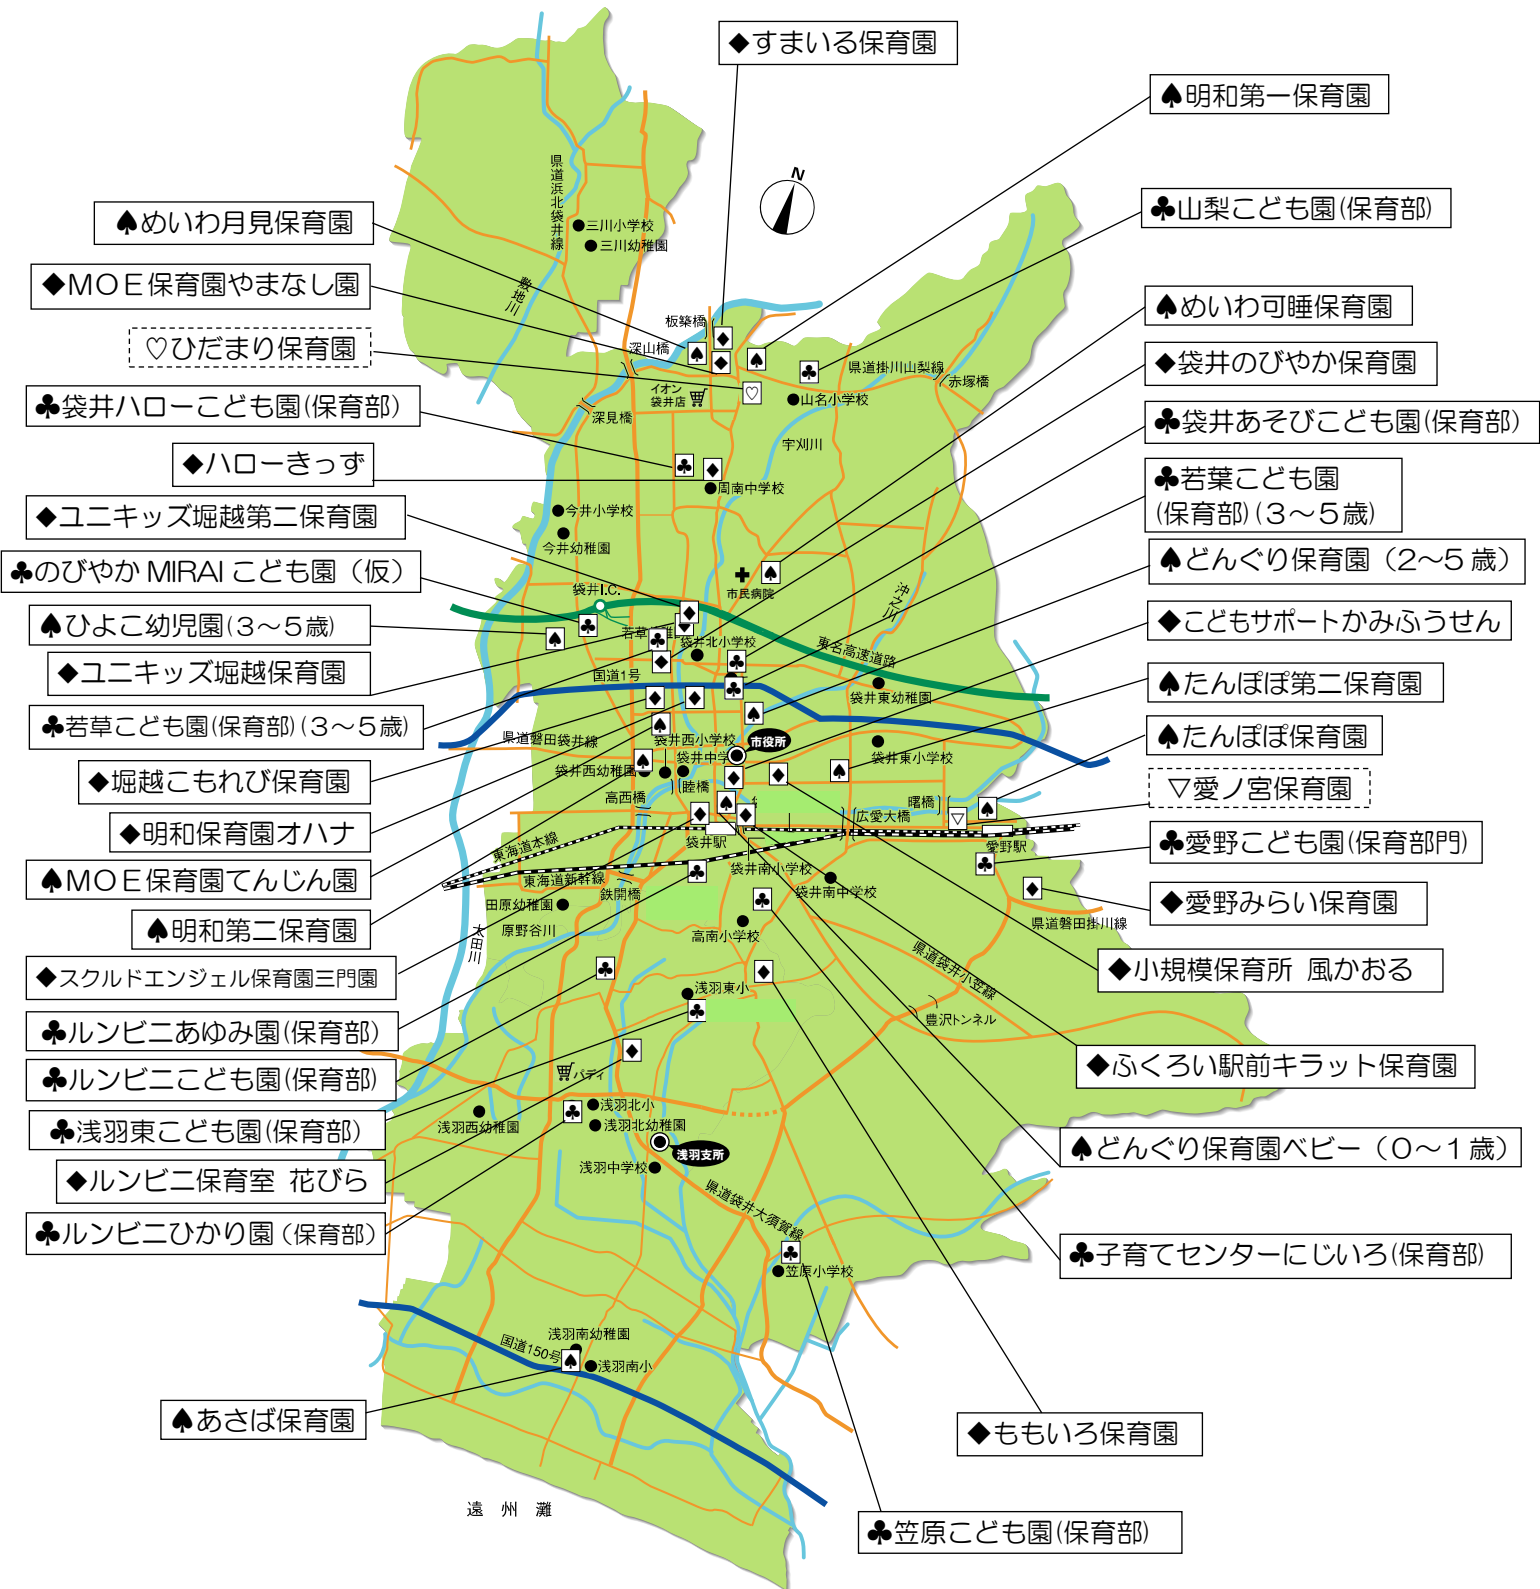 ◆すまいる保育園
♠明和第一保育園
♣山梨こども園(保育部)
♠めいわ可睡保育園
◆袋井のびやか保育園
♣袋井あそびこども園(保育部)
♣若葉こども園
(保育部)(3～5歳)
♠どんぐり保育園（2～5歳）
◆こどもサポートかみふうせん
♠たんぽぽ第二保育園
♠たんぽぽ保育園
▽愛ノ宮保育園
♣愛野こども園(保育部門)
◆愛野みらい保育園
◆小規模保育所 風かおる
◆ふくろい駅前キラット保育園
♠どんぐり保育園ベビー（0～1歳）
♣子育てセンターにじいろ(保育部)
◆ももいろ保育園
♣笠原こども園(保育部)
♠めいわ月見保育園
◆MOE保育園やまなし園
♡ひだまり保育園
♣袋井ハローこども園(保育部)
◆ハローきっず
◆ユニキッズ堀越第二保育園
♣のびやかMIRAIこども園（仮）
♠ひよこ幼児園(3～5歳)
◆ユニキッズ堀越保育園
♣若草こども園(保育部)(3～5歳)
◆堀越こもれび保育園
◆明和保育園オハナ
♠MOE保育園てんじん園
♠明和第二保育園
◆スクルドエンジェル保育園三門園
♣ルンビニあゆみ園(保育部)
♣ルンビニこども園(保育部)
♣浅羽東こども園(保育部)
◆ルンビニ保育室 花びら
♣ルンビニひかり園(保育部)
♠あさば保育園
N
県道浜北袋井線
三川小学校
三川幼稚園
敷地川
板築橋
深山橋
イオン
袋井店
深見橋
県道掛川山梨線
赤塚橋
山名小学校
宇刈川
周南中学校
今井小学校
今井幼稚園
袋井I.C.
市民病院
沖之川
袋井北小学校
東名高速道路
国道1号
袋井東幼稚園
県道磐田袋井線
袋井西小学校
市役所
袋井西幼稚園
睦橋
袋井東小学校
高西橋
曙橋
広愛大橋
袋井駅
愛野駅
東海道本線
東海道新幹線
袋井南小学校
袋井南中学校
鉄開橋
田原幼稚園
原野谷川
太田川
高南小学校
県道磐田掛川線
県道袋井小笠線
浅羽東小
豊沢トンネル
パディ
浅羽北小
浅羽西幼稚園
浅羽北幼稚園
浅羽支所
浅羽中学校
県道袋井大須賀線
笠原小学校
浅羽南幼稚園
国道150号
浅羽南小
遠州灘